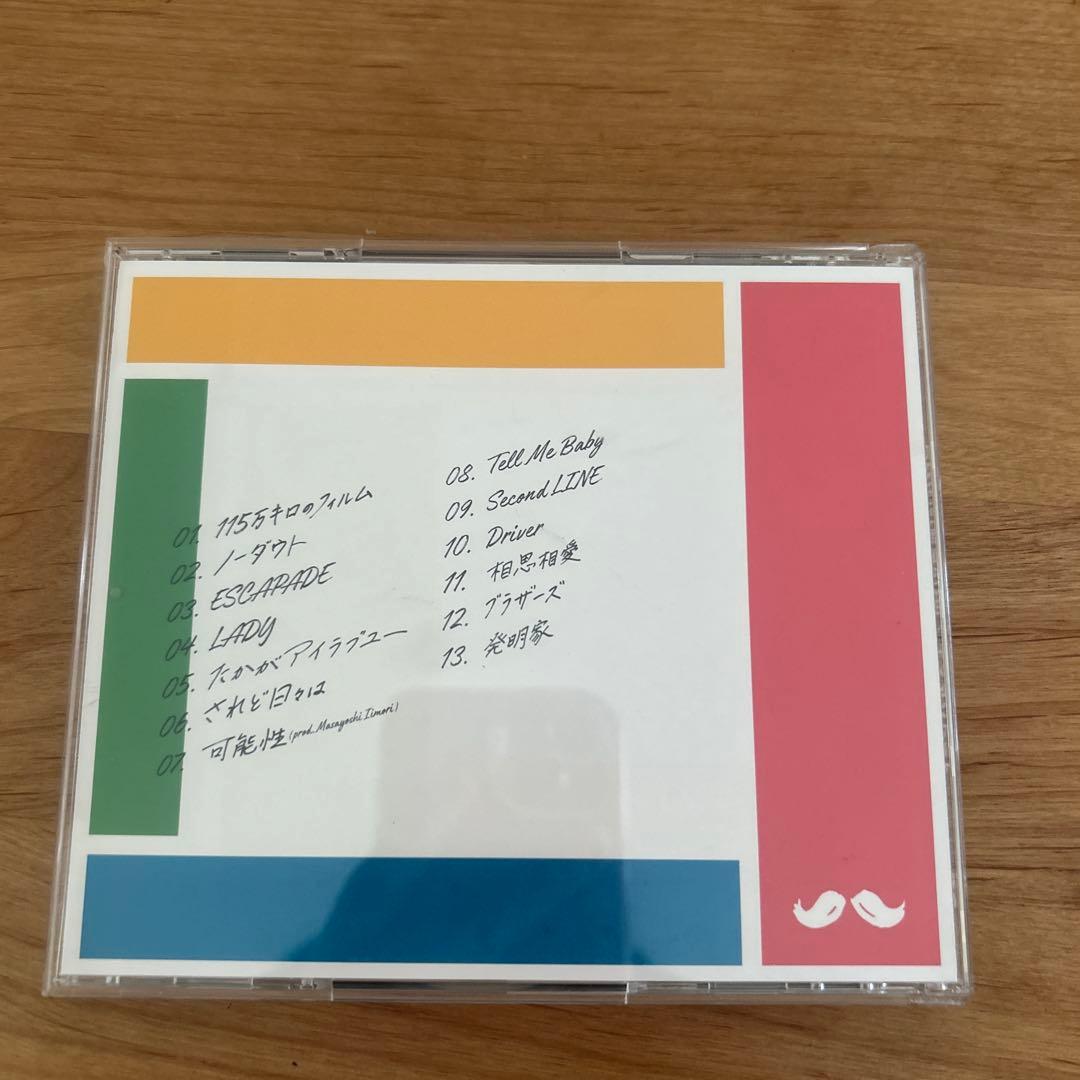 01. 115万キロのフィルム
02. ノーダウト
03. ESCAPADE
04. LADY
05. たかがアイラブユー
06. されど日々は
07. 可能性 (prod. Masayoshi Iimori)
08. Tell Me Baby
09. Second LINE
10. Driver
11. 相思相愛
12. ブラザーズ
13. 発明家